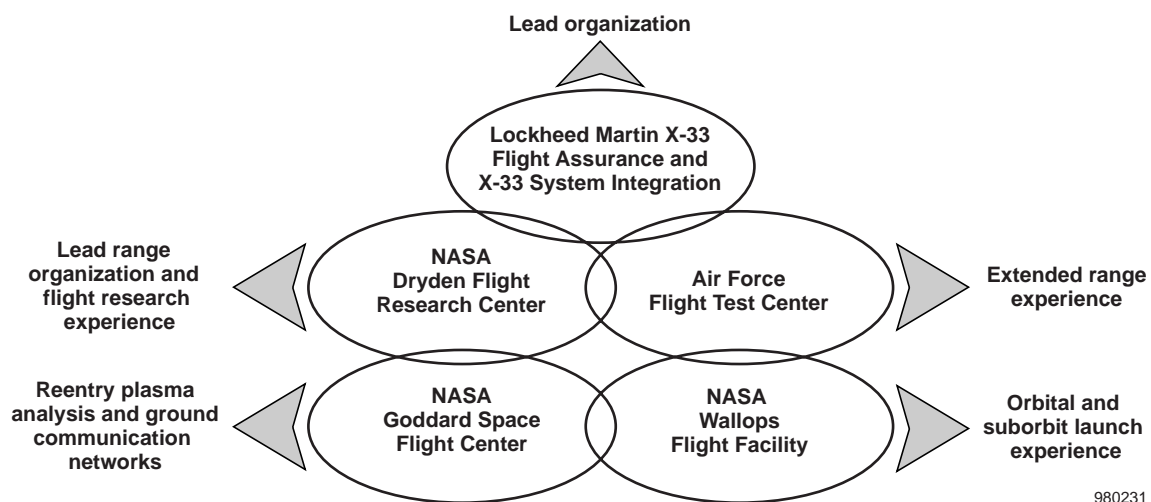 Lead organization
Lockheed Martin X-33
Flight Assurance and
X-33 System Integration
Lead range
organization and
flight research
experience
NASA
Dryden Flight
Research Center
Air Force
Flight Test Center
Extended range
experience
Reentry plasma
analysis and ground
communication
networks
NASA
Goddard Space
Flight Center
NASA
Wallops
Flight Facility
Orbital and
suborbit launch
experience
980231